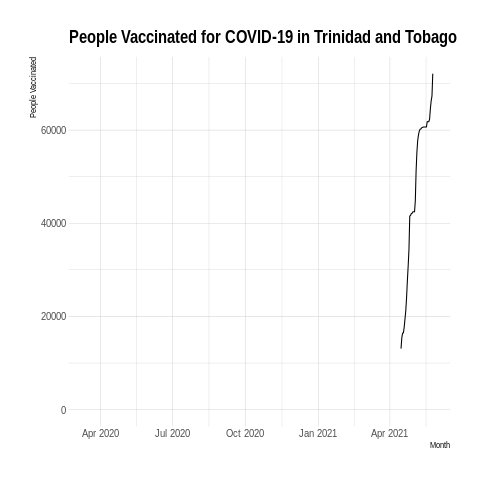 People Vaccinated for COVID-19 in Trinidad and Tobago
People Vaccinated
60000
40000
20000
0
Apr 2020 Jul 2020 Oct 2020 Jan 2021 Apr 2021
Month